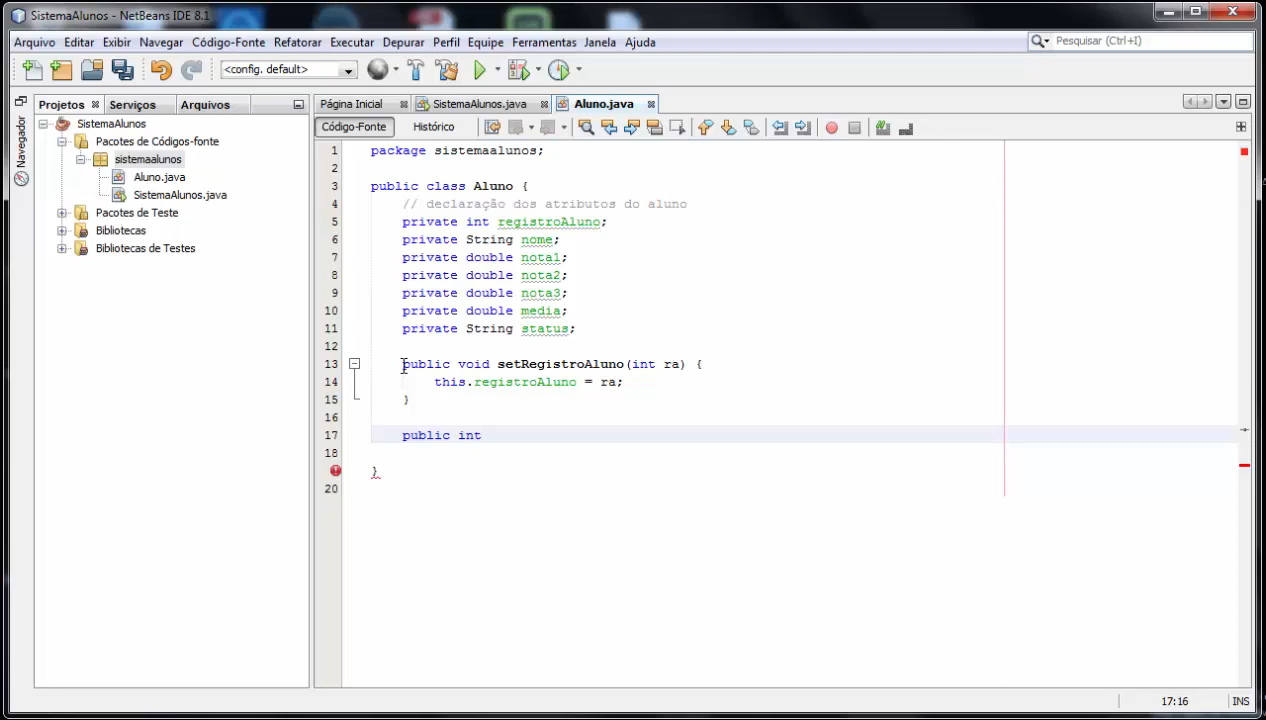 SistemaAlunos - NetBeans IDE 8.1
Arquivo Editar Exibir Navegar Código-Fonte Refatorar Executar Depurar Perfil Equipe Ferramentas Janela Ajuda
Pesquisar (Ctrl+I)
<config. default>
Projetos Serviços Arquivos
Página Inicial SistemaAlunos.java Aluno.java
Navegador
Código-Fonte Histórico
SistemaAlunos
Pacotes de Códigos-fonte
sistemaalunos
Aluno.java
SistemaAlunos.java
Pacotes de Teste
Bibliotecas
Bibliotecas de Testes
1 package sistemaalunos;
2
3 public class Aluno {
4 // declaração dos atributos do aluno
5 private int registroAluno;
6 private String nome;
7 private double nota1;
8 private double nota2;
9 private double nota3;
10 private double media;
11 private String status;
12
13 public void setRegistroAluno(int ra) {
14 this.registroAluno = ra;
15 }
16
17 public int
18
}
20
17:16 INS